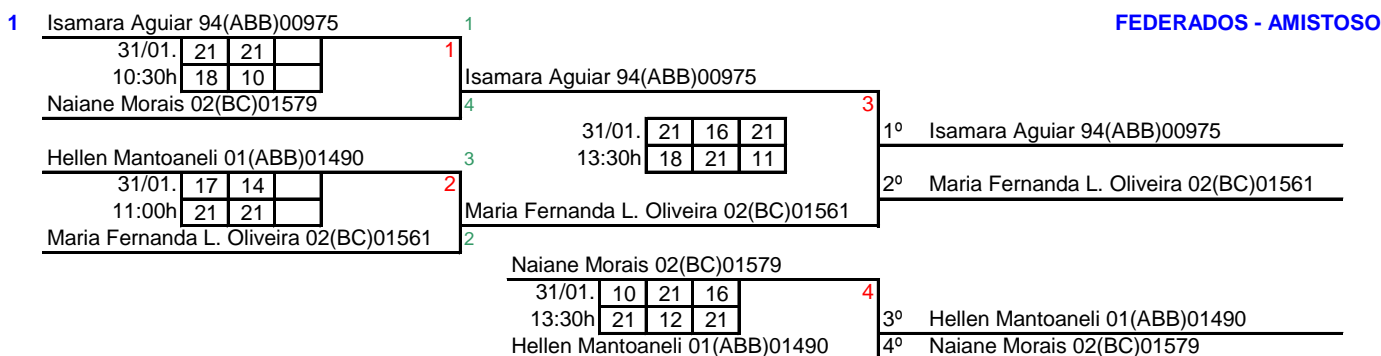 1 Isamara Aguiar 94(ABB)00975 1 FEDERADOS - AMISTOSO
31/01. 21 21 1
10:30h 18 10 Isamara Aguiar 94(ABB)00975
Naiane Morais 02(BC)01579 4 3
31/01. 21 16 21 1º Isamara Aguiar 94(ABB)00975
Hellen Mantoaneli 01(ABB)01490 3 13:30h 18 21 11
31/01. 17 14 2 2º Maria Fernanda L. Oliveira 02(BC)01561
11:00h 21 21 Maria Fernanda L. Oliveira 02(BC)01561
Maria Fernanda L. Oliveira 02(BC)01561 2
Naiane Morais 02(BC)01579
31/01. 10 21 16 4
13:30h 21 12 21 3º Hellen Mantoaneli 01(ABB)01490
Hellen Mantoaneli 01(ABB)01490 4º Naiane Morais 02(BC)01579